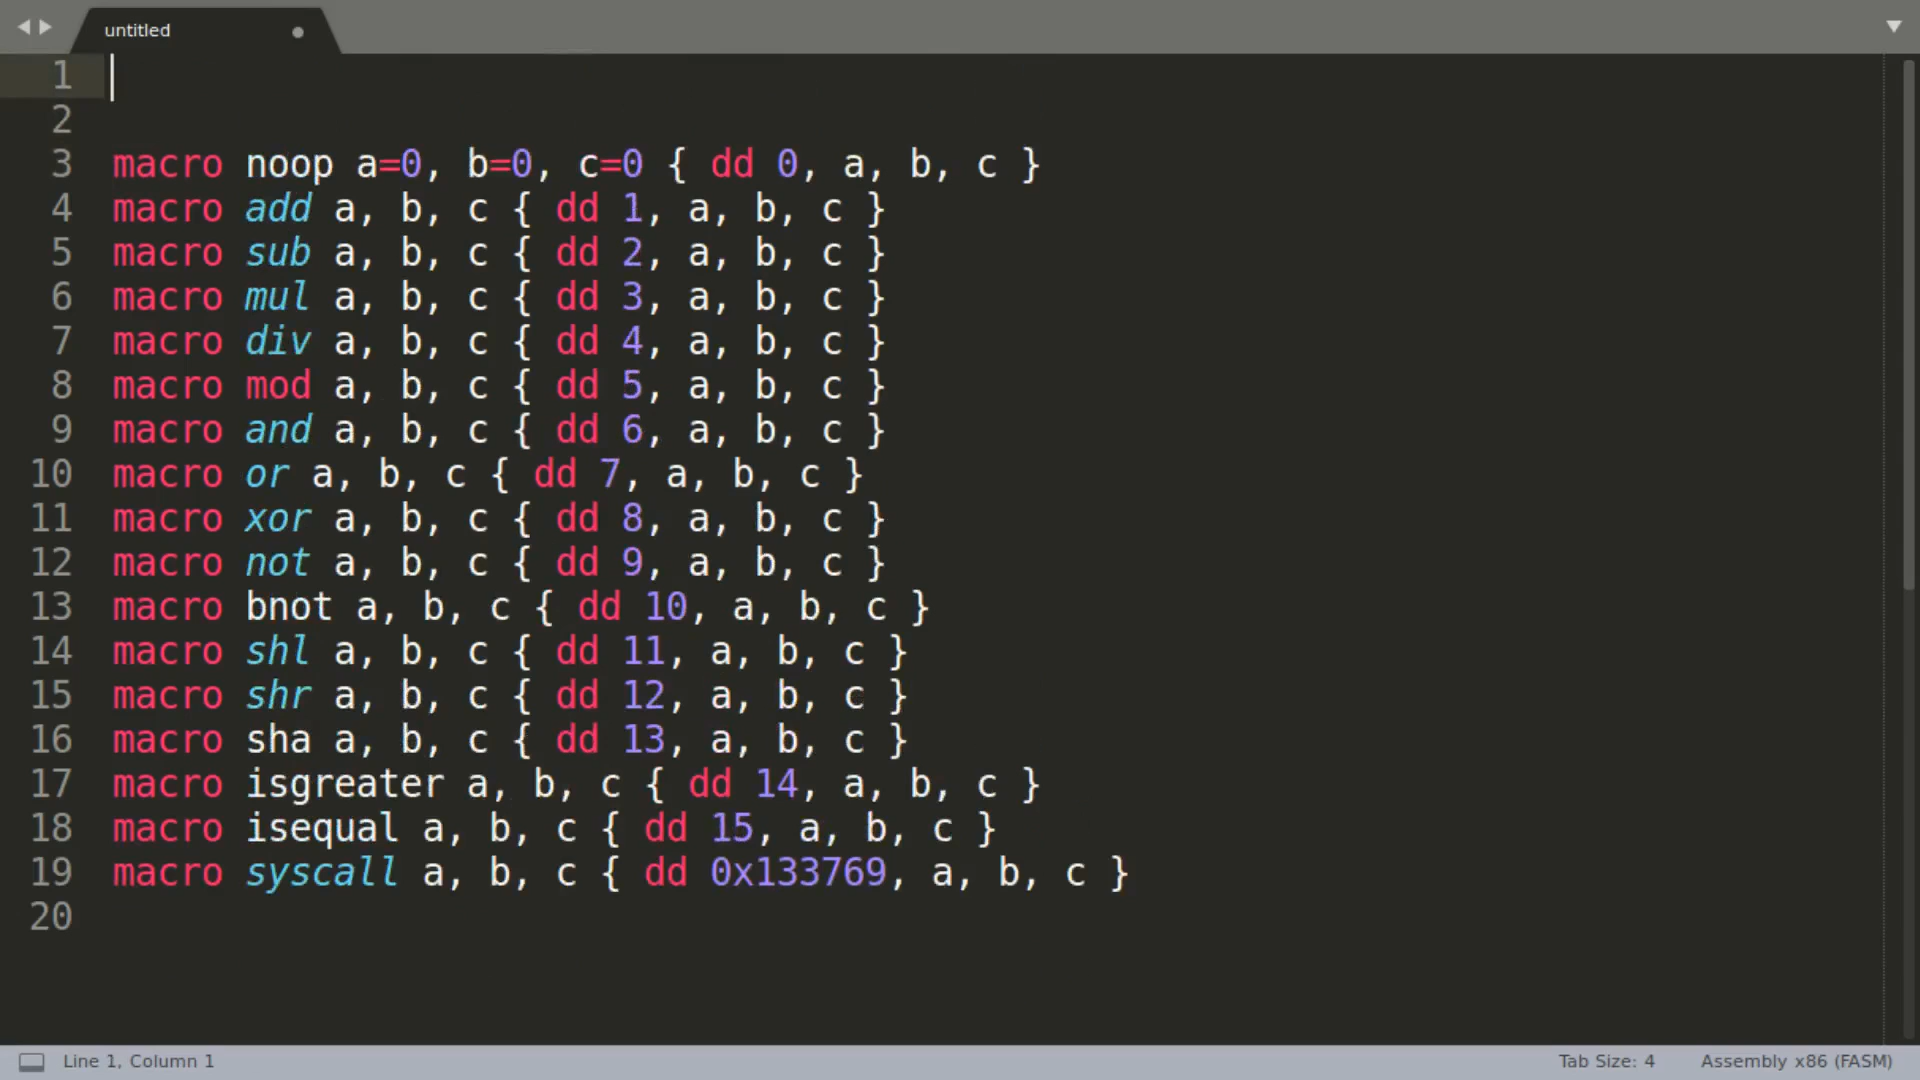 untitled
1
2
3 macro noop a=0, b=0, c=0 { dd 0, a, b, c }
4 macro add a, b, c { dd 1, a, b, c }
5 macro sub a, b, c { dd 2, a, b, c }
6 macro mul a, b, c { dd 3, a, b, c }
7 macro div a, b, c { dd 4, a, b, c }
8 macro mod a, b, c { dd 5, a, b, c }
9 macro and a, b, c { dd 6, a, b, c }
10 macro or a, b, c { dd 7, a, b, c }
11 macro xor a, b, c { dd 8, a, b, c }
12 macro not a, b, c { dd 9, a, b, c }
13 macro bnot a, b, c { dd 10, a, b, c }
14 macro shl a, b, c { dd 11, a, b, c }
15 macro shr a, b, c { dd 12, a, b, c }
16 macro sha a, b, c { dd 13, a, b, c }
17 macro isgreater a, b, c { dd 14, a, b, c }
18 macro isequal a, b, c { dd 15, a, b, c }
19 macro syscall a, b, c { dd 0x133769, a, b, c }
20
Line 1, Column 1 Tab Size: 4 Assembly x86 (FASM)